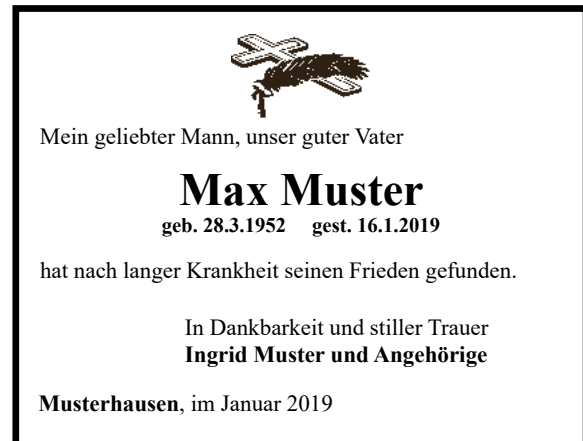 Mein geliebter Mann, unser guter Vater
Max Muster
geb. 28.3.1952 gest. 16.1.2019
hat nach langer Krankheit seinen Frieden gefunden.
In Dankbarkeit und stiller Trauer
Ingrid Muster und Angehörige
Musterhausen, im Januar 2019